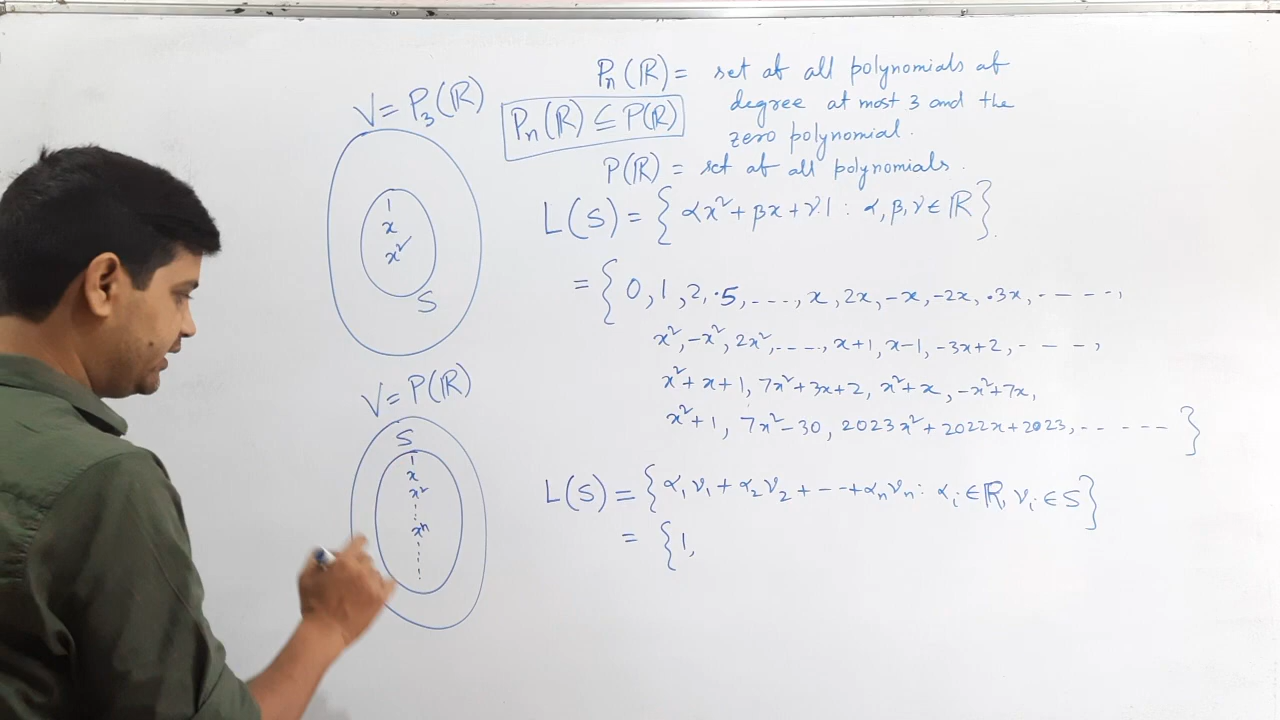 V = P₃(ℝ)
1
x
x²
S
V = P(ℝ)
S
1
x
x²
⋮
xⁿ
⋮
Pₙ(ℝ) = set of all polynomials of
degree at most 3 and the
zero polynomial.
Pₙ(ℝ) ⊆ P(ℝ)
P(ℝ) = set of all polynomials.
L(S) = { αx² + βx + γ.1 : α, β, γ ∈ ℝ }.
= { 0, 1, 2, .5, ...., x, 2x, -x, -2x, .3x, - - - -,
x², -x², 2x², ...., x+1, x-1, -3x+2, - - - -,
x²+x+1, 7x²+3x+2, x²+x, -x²+7x,
x²+1, 7x²-30, 2023x²+2022x+2023, - - - - - }
L(S) = { α₁v₁ + α₂v₂ + --- + αₙvₙ : αᵢ ∈ ℝ, vᵢ ∈ S }
= { 1,